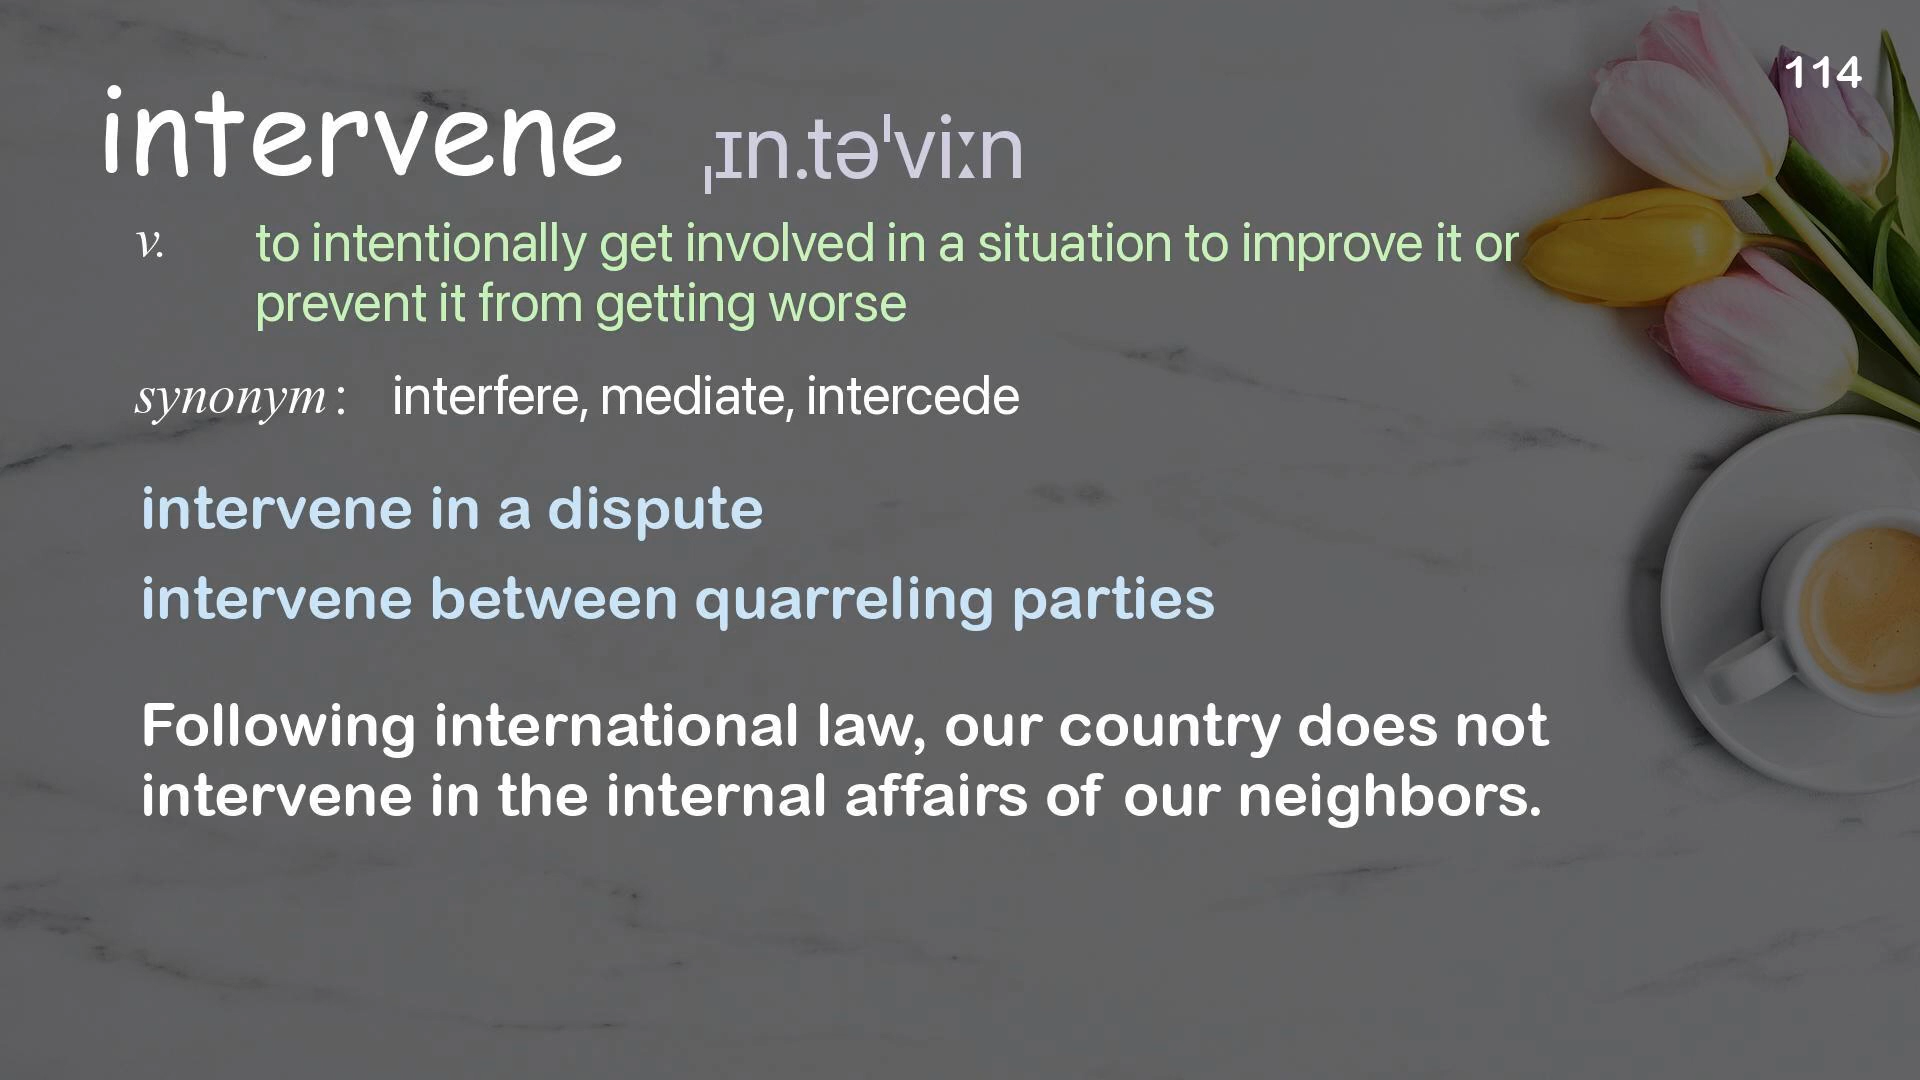 114
intervene ˌɪn.təˈviːn
v. to intentionally get involved in a situation to improve it or
prevent it from getting worse
synonym : interfere, mediate, intercede
intervene in a dispute
intervene between quarreling parties
Following international law, our country does not
intervene in the internal affairs of our neighbors.